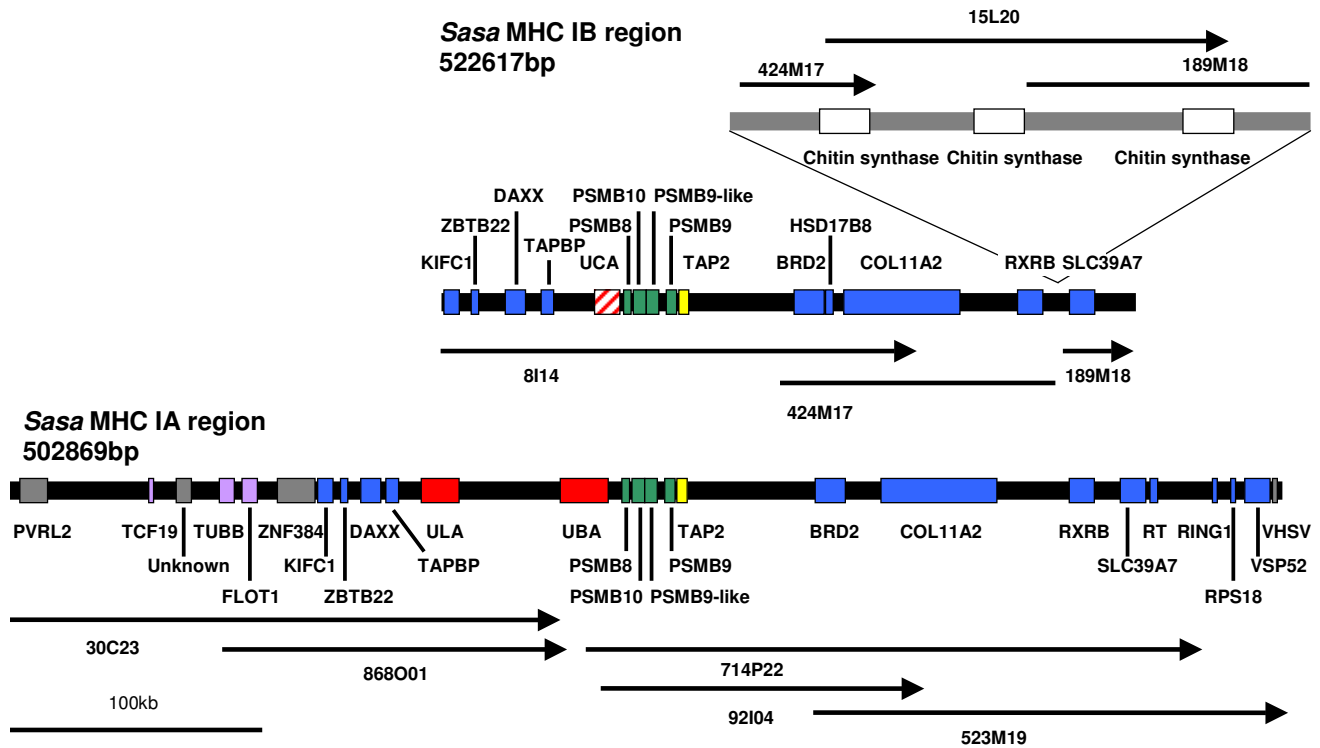 Sasa MHC IB region
522617bp
15L20
424M17
189M18
Chitin synthase Chitin synthase Chitin synthase
DAXX
PSMB10 PSMB9-like
ZBTB22
PSMB8
PSMB9
HSD17B8
TAPBP
KIFC1
UCA
TAP2
BRD2
COL11A2
RXRB SLC39A7
8I14
189M18
424M17
Sasa MHC IA region
502869bp
PVRL2
TCF19
TUBB
ZNF384
DAXX
ULA
UBA
TAP2
BRD2
COL11A2
RXRB
RT
RING1
VHSV
Unknown
KIFC1
TAPBP
PSMB8
PSMB9
SLC39A7
VSP52
FLOT1
ZBTB22
PSMB10 PSMB9-like
RPS18
30C23
868O01
714P22
100kb
92I04
523M19